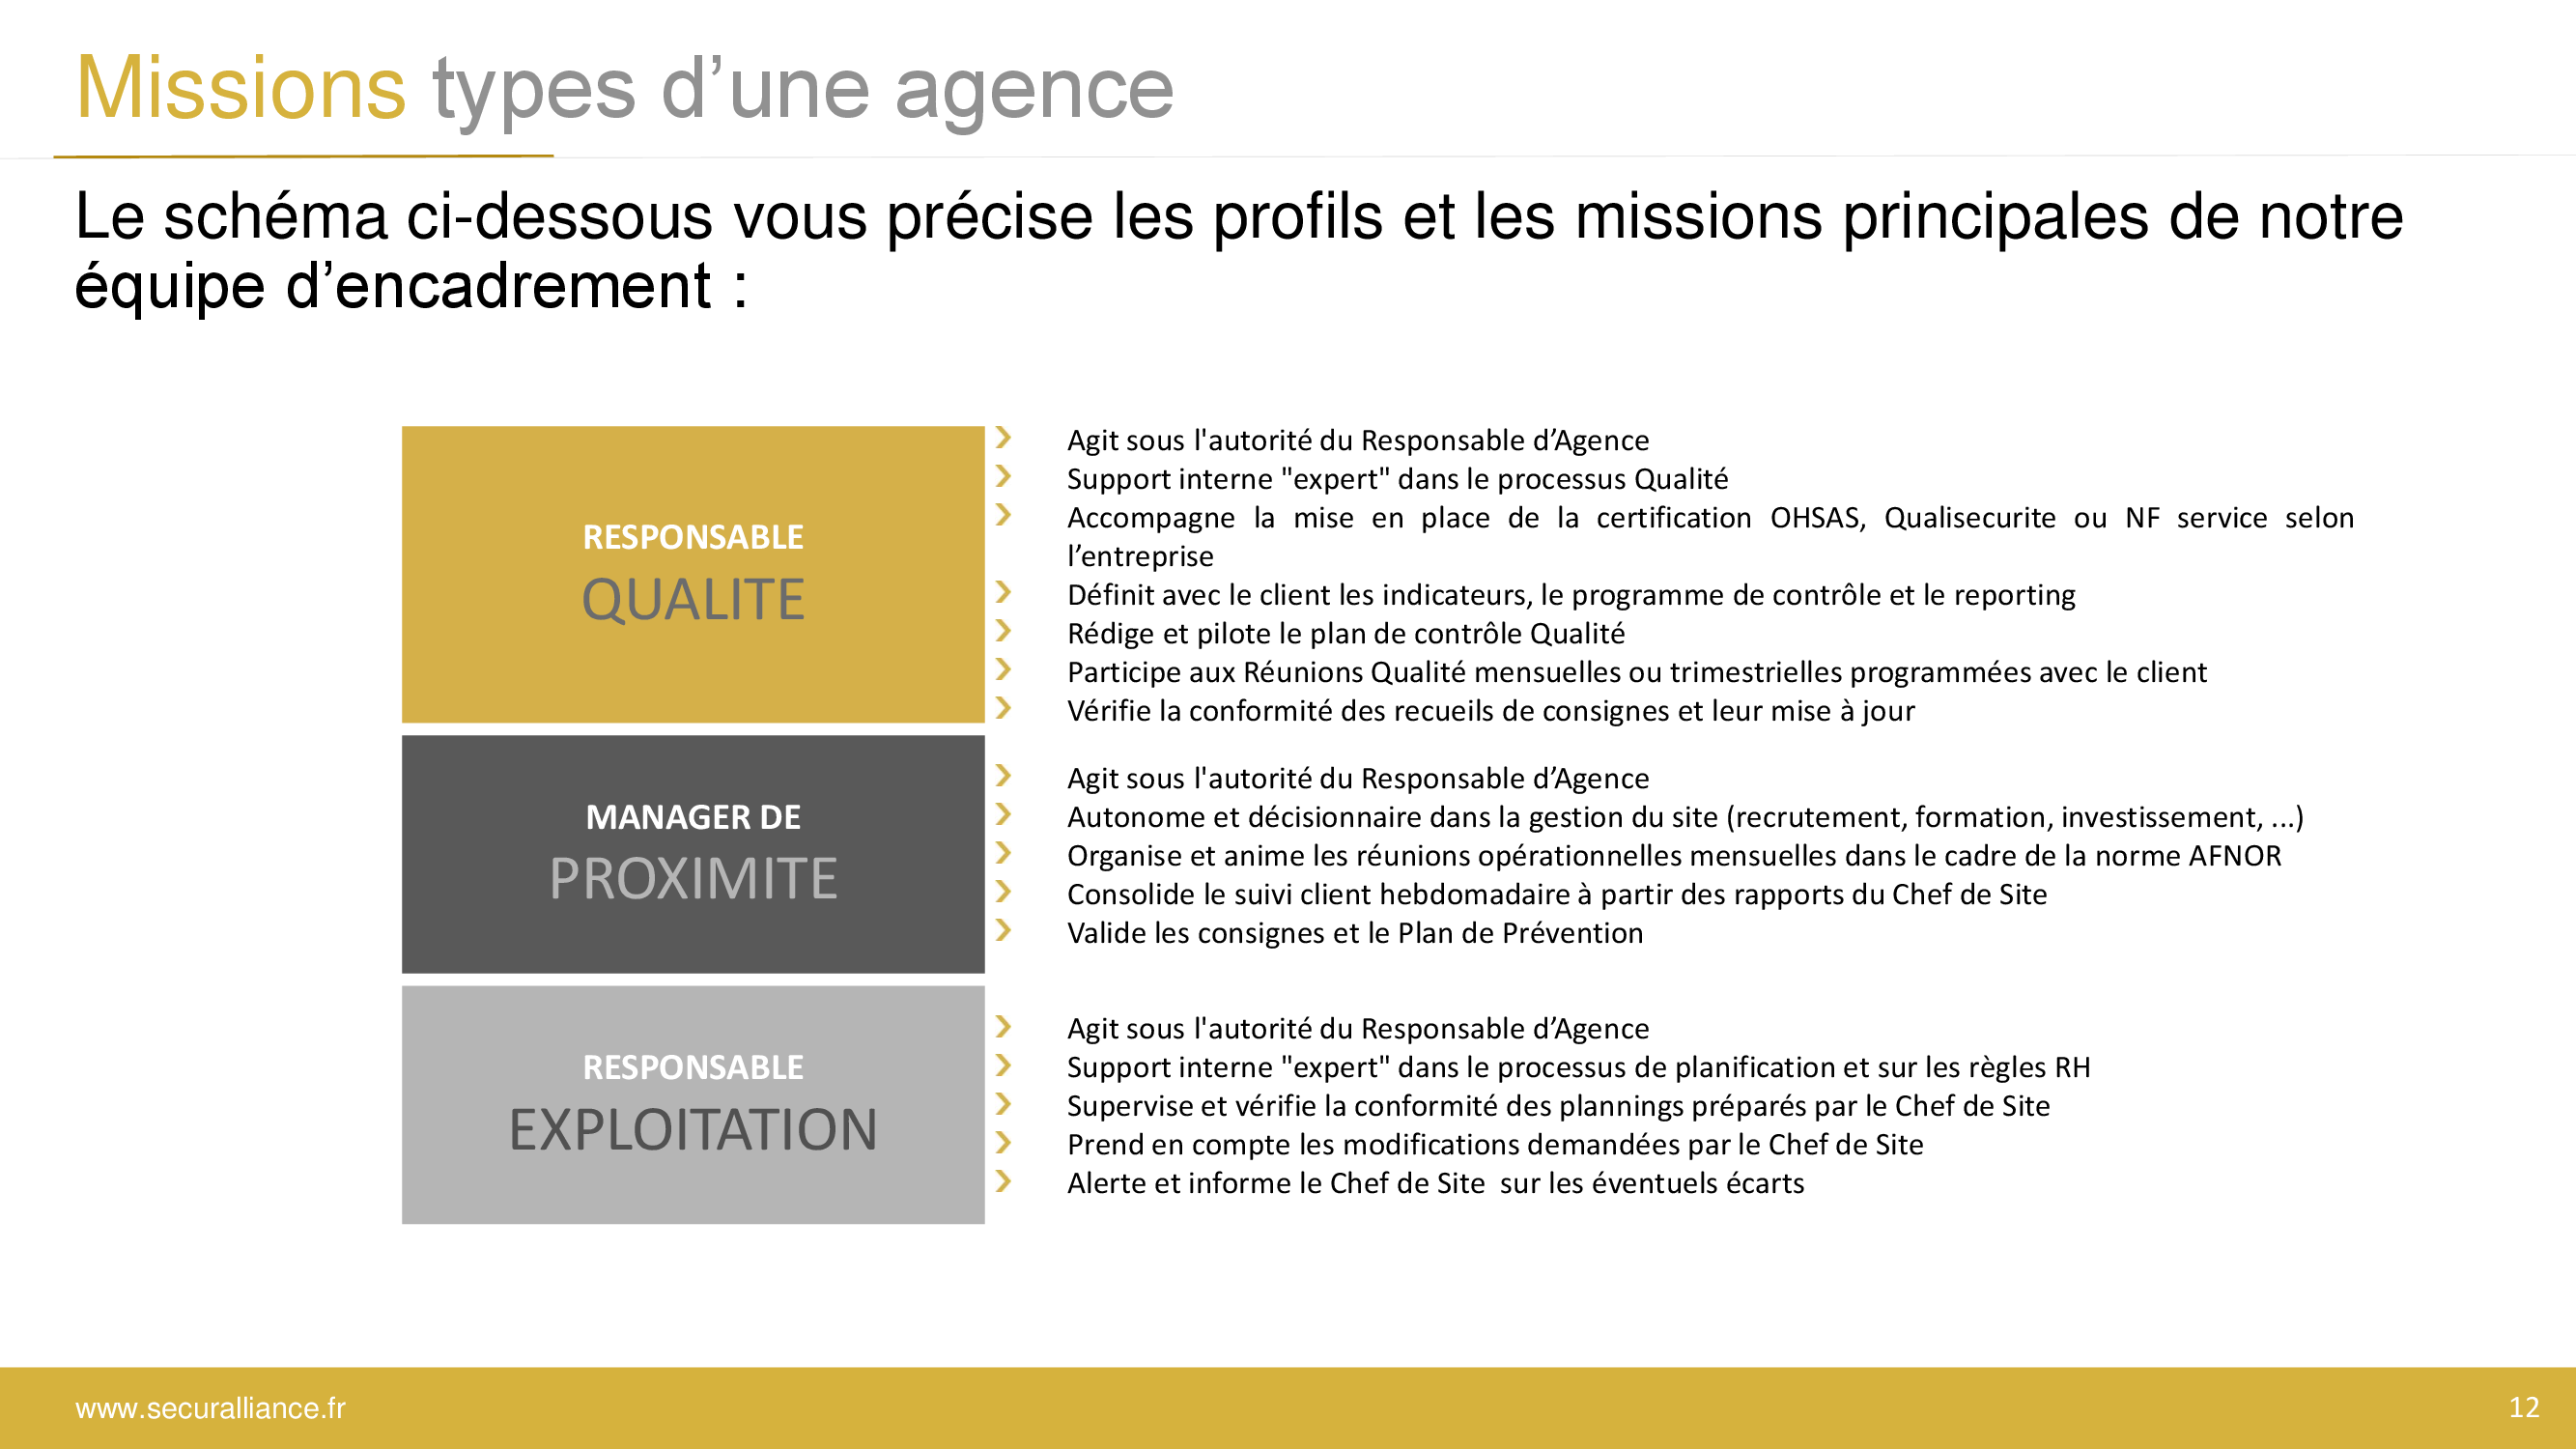 Missions types d’une agence
Le schéma ci-dessous vous précise les profils et les missions principales de notre
équipe d’encadrement :
RESPONSABLE
QUALITE
Agit sous l'autorité du Responsable d’Agence
Support interne "expert" dans le processus Qualité
Accompagne la mise en place de la certification OHSAS, Qualisecurite ou NF service selon
l’entreprise
Définit avec le client les indicateurs, le programme de contrôle et le reporting
Rédige et pilote le plan de contrôle Qualité
Participe aux Réunions Qualité mensuelles ou trimestrielles programmées avec le client
Vérifie la conformité des recueils de consignes et leur mise à jour
MANAGER DE
PROXIMITE
Agit sous l'autorité du Responsable d’Agence
Autonome et décisionnaire dans la gestion du site (recrutement, formation, investissement, ...)
Organise et anime les réunions opérationnelles mensuelles dans le cadre de la norme AFNOR
Consolide le suivi client hebdomadaire à partir des rapports du Chef de Site
Valide les consignes et le Plan de Prévention
RESPONSABLE
EXPLOITATION
Agit sous l'autorité du Responsable d’Agence
Support interne "expert" dans le processus de planification et sur les règles RH
Supervise et vérifie la conformité des plannings préparés par le Chef de Site
Prend en compte les modifications demandées par le Chef de Site
Alerte et informe le Chef de Site  sur les éventuels écarts
www.securalliance.fr
12